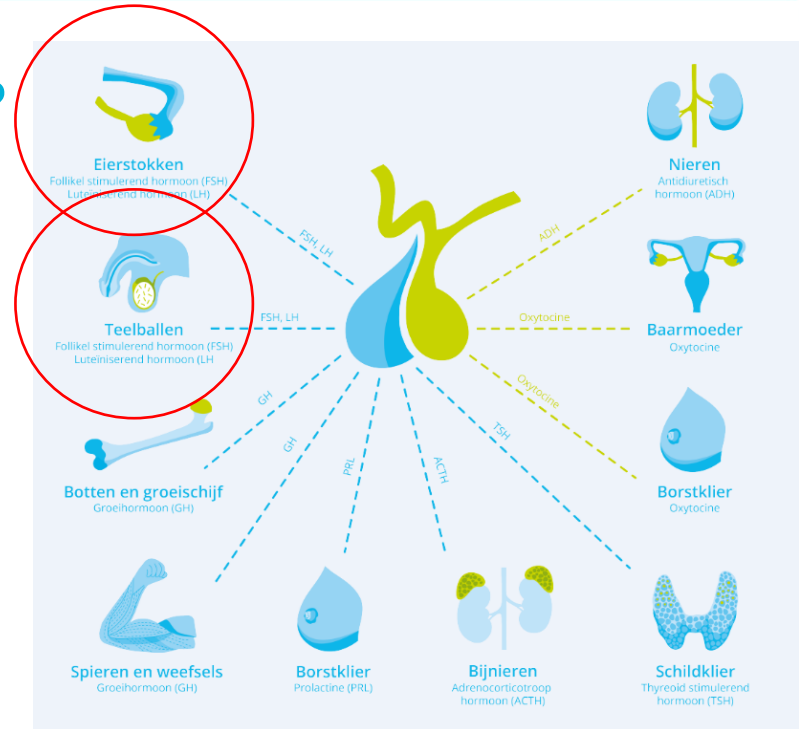 Eierstokken
Follikel stimulerend hormoon (FSH)
Luteïniserend hormoon (LH)
Nieren
Antidiuretisch
hormoon (ADH)
FSH, LH
ADH
Teelballen
Follikel stimulerend hormoon (FSH)
Luteïniserend hormoon (LH
FSH, LH
Oxytocine
Baarmoeder
Oxytocine
GH
GH
PRL
ACTH
TSH
Oxytocine
Botten en groeischijf
Groeihormoon (GH)
Borstklier
Oxytocine
Spieren en weefsels
Groeihormoon (GH)
Borstklier
Prolactine (PRL)
Bijnieren
Adrenocorticotroop
hormoon (ACTH)
Schildklier
Thyreoid stimulerend
hormoon (TSH)